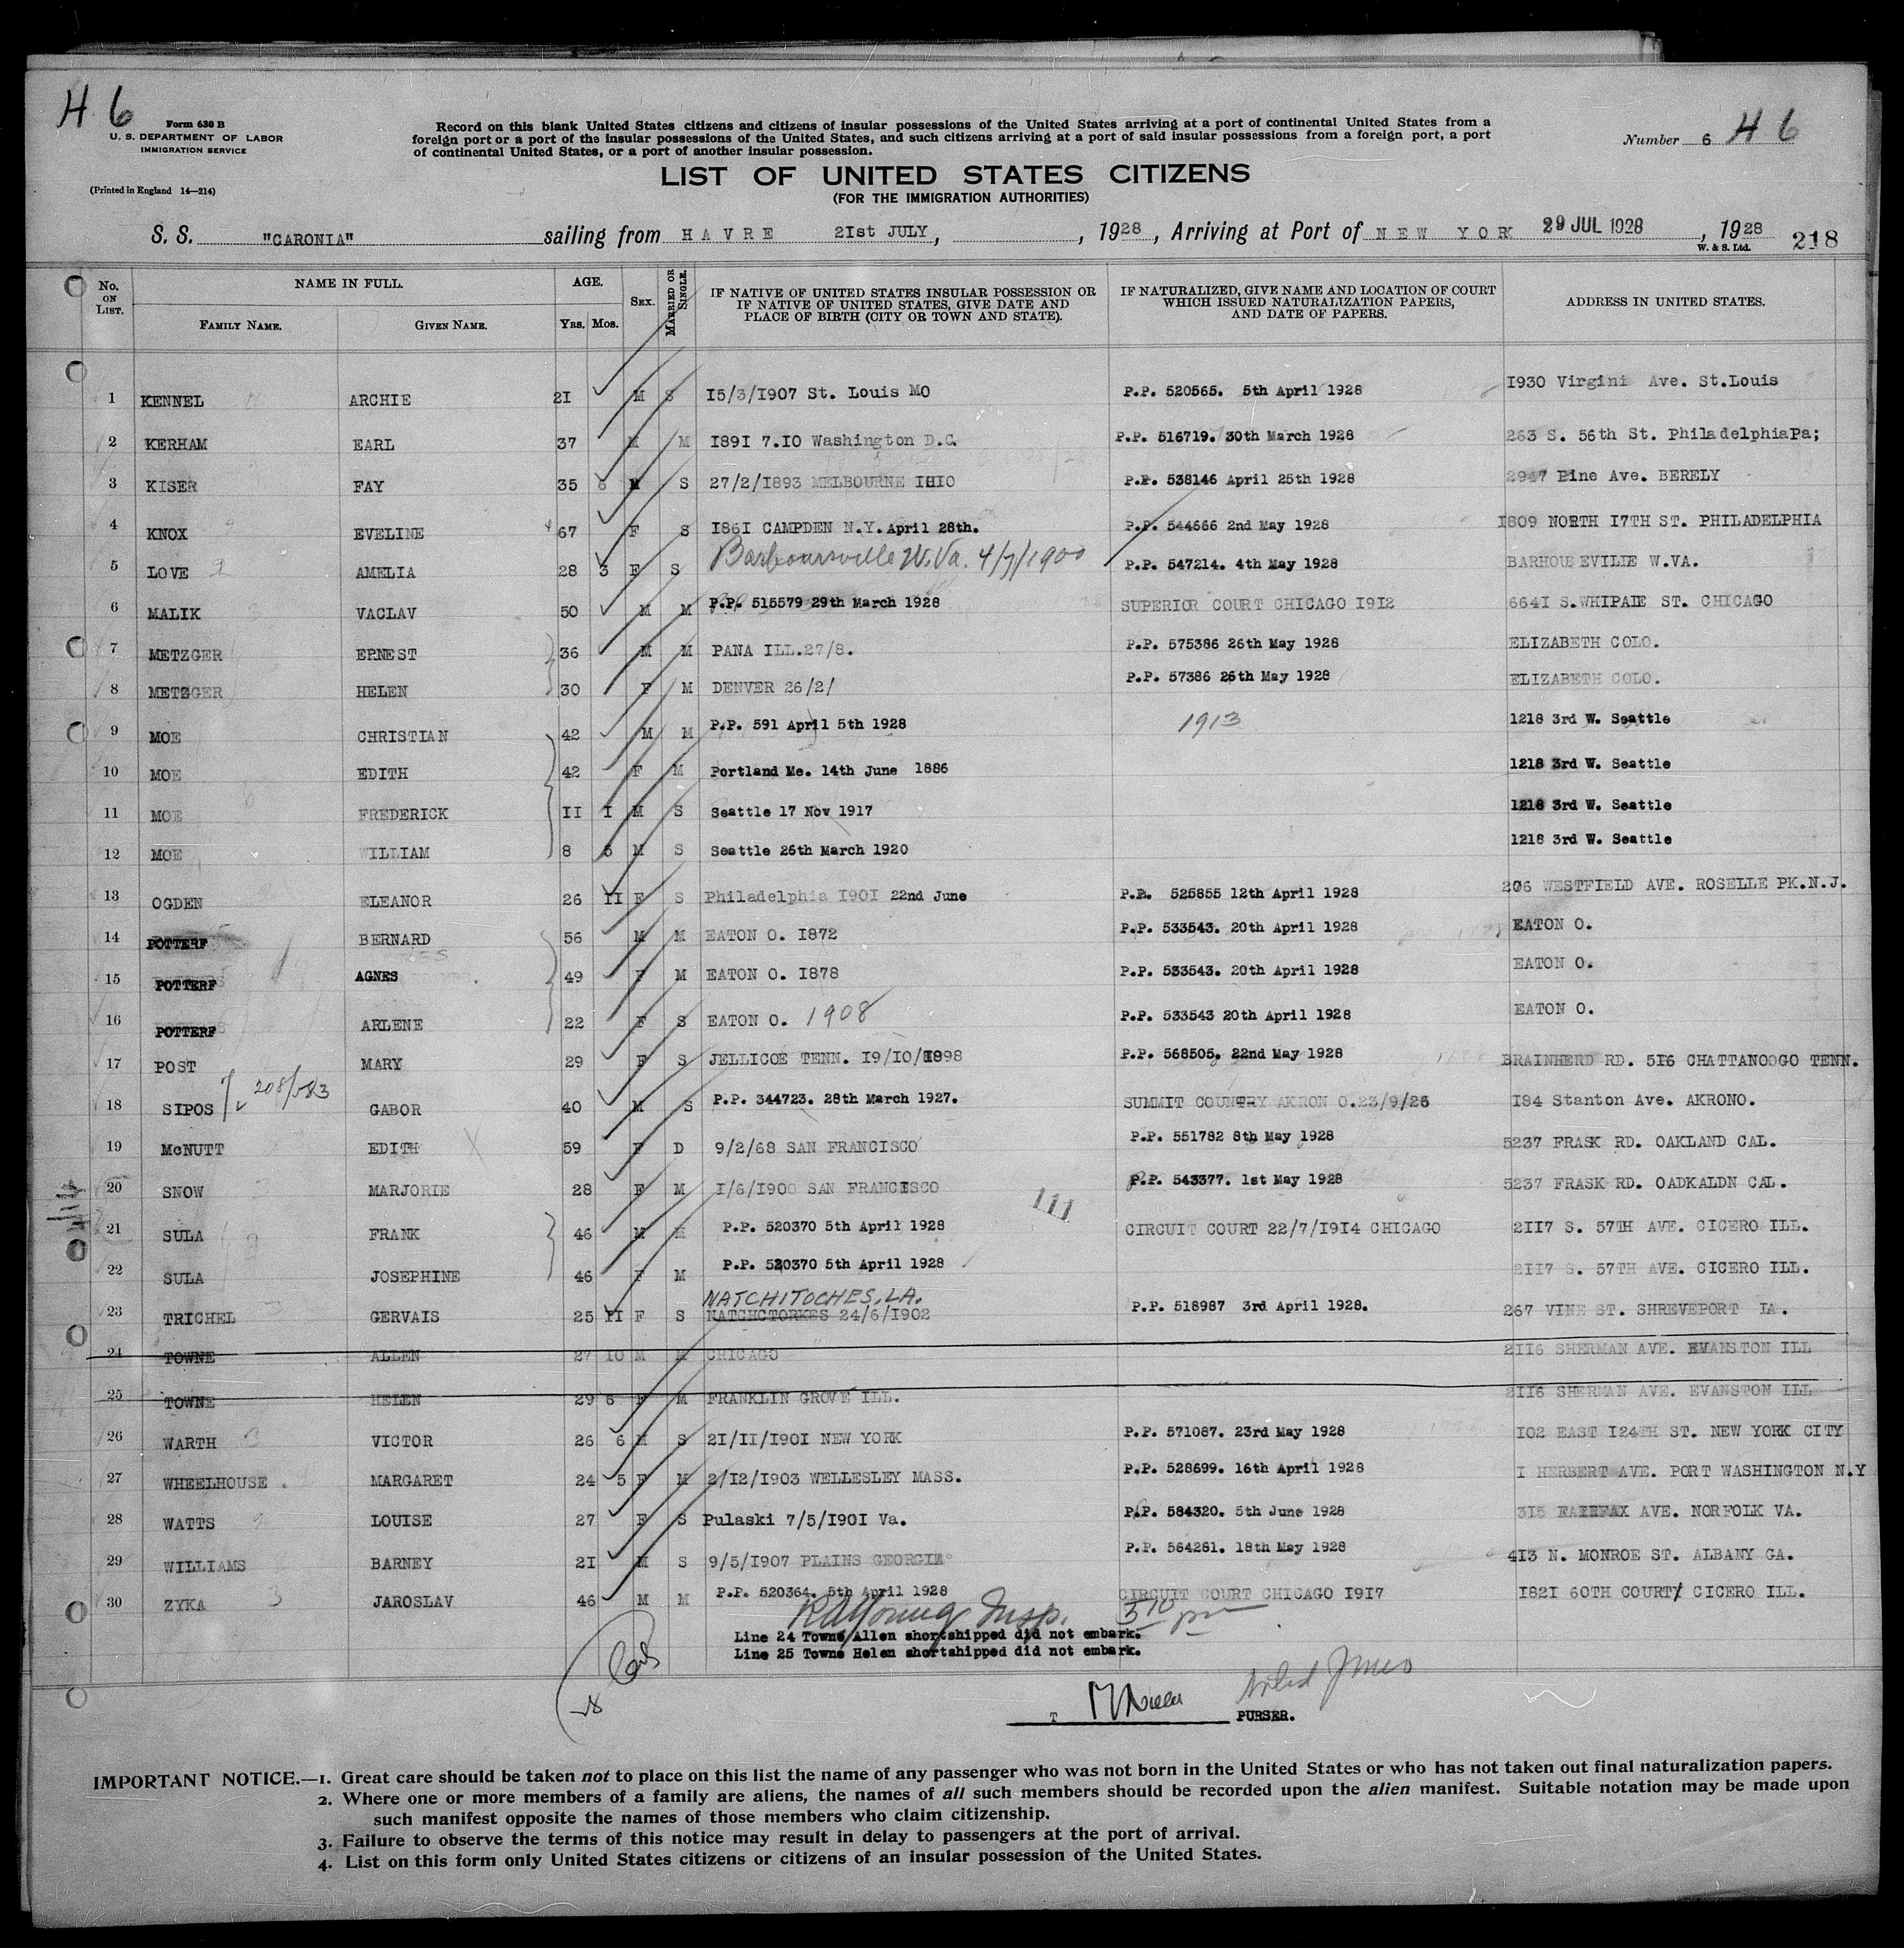 H 6
Form 630 B
U. S. DEPARTMENT OF LABOR
IMMIGRATION SERVICE
(Printed in England 14—214)
Record on this blank United States citizens and citizens of insular possessions of the United States arriving at a port of continental United States from a
foreign port or a port of the insular possessions of the United States, and such citizens arriving at a port of said insular possessions from a foreign port, a port
of continental United States, or a port of another insular possession.
Number 6 H 6
LIST OF UNITED STATES CITIZENS
(FOR THE IMMIGRATION AUTHORITIES)
S. S. "CARONIA" sailing from HAVRE 21st JULY, , 1928, Arriving at Port of NEW YORK 29 JUL 1928, 1928
W. & S. Ltd. 218
No. ON LIST. NAME IN FULL. FAMILY NAME. GIVEN NAME. AGE. YRS. MOS. SEX. MARRIED OR SINGLE. IF NATIVE OF UNITED STATES INSULAR POSSESSION OR IF NATIVE OF UNITED STATES, GIVE DATE AND PLACE OF BIRTH (CITY OR TOWN AND STATE). IF NATURALIZED, GIVE NAME AND LOCATION OF COURT WHICH ISSUED NATURALIZATION PAPERS, AND DATE OF PAPERS. ADDRESS IN UNITED STATES.
1 KENNEL ARCHIE 21 M S 15/3/1907 St. Louis MO P.P. 520565. 5th April 1928 1930 Virgini Ave. St.Louis
2 KERHAM EARL 37 M M 1891 7.10 Washington D.C. P.P. 516719. 30th March 1928 263 S. 56th St. PhiladelphiaPa;
3 KISER FAY 35 6 M S 27/2/1893 MELBOURNE P.P. 538146 April 25th 1928 2947 Pine Ave. BERELY
4 KNOX EVELINE 67 F S 1861 CAMPDEN N.Y. April 28th. P.P. 544666 2nd May 1928 1809 NORTH 17TH ST. PHILADELPHIA
5 LOVE AMELIA 28 3 F S Barboursville W.Va. 4/7/1900 P.P. 547214. 4th May 1928 W.VA.
6 MALIK VACLAV 50 M M P.P. 515579 29th March 1928 SUPERIOR COURT CHICAGO 1912 6641 S. ST. CHICAGO
7 METZGER ERNEST 36 M M PANA ILL.27/8. P.P. 575386 26th May 1928 ELIZABETH COLO.
8 METZGER HELEN 30 F M DENVER 26/2/ P.P. 57386 26th May 1928 ELIZABETH COLO.
9 MOE CHRISTIAN 42 M M P.P. 591 April 5th 1928 1913 1218 3rd W. Seattle
10 MOE EDITH 42 F M Portland Me. 14th June 1886 1218 3rd W. Seattle
11 MOE FREDERICK 11 1 M S Seattle 17 Nov 1917 1218 3rd W. Seattle
12 MOE WILLIAM 8 5 M S Seattle 26th March 1920 1218 3rd W. Seattle
13 OGDEN ELEANOR 26 11 F S Philadelphia 1901 22nd June P.P. 525855 12th April 1928 206 WESTFIELD AVE. ROSELLE PK.N.J.
14 POTTERF BERNARD 56 M M EATON O. 1872 P.P. 533543. 20th April 1928 EATON O.
15 POTTERF AGNES 49 F M EATON O. 1878 P.P. 533543. 20th April 1928 EATON O.
16 POTTERF ARLENE 22 F S EATON O. 1908 P.P. 533543 20th April 1928 EATON O.
17 POST MARY 29 F S JELLICOE TENN. 19/10/1898 P.P. 568505. 22nd May 1928 BRAINHERD RD. 516 CHATTANOOGO TENN.
18 SIPOS 208/583 GABOR 40 M S P.P. 344723. 28th March 1927. SUMMIT COUNTRY AKRON O.23/9/26 184 Stanton Ave. AKRONO.
19 McNUTT EDITH 59 F D 9/2/68 SAN FRANCISCO P.P. 551782 8th May 1928 5237 FRASK RD. OAKLAND CAL.
20 SNOW MARJORIE 28 F M 1/6/1900 SAN FRANCISCO P.P. 543377. 1st May 1928 5237 FRASK RD. OADKALDN CAL.
111
21 SULA FRANK 46 M M P.P. 520370 5th April 1928 CIRCUIT COURT 22/7/1914 CHICAGO 2117 S. 57TH AVE. CICERO ILL.
22 SULA JOSEPHINE 46 F M P.P. 520370 5th April 1928 2117 S. 57TH AVE. CICERO ILL.
NATCHITOCHES, LA.
23 TRICHEL GERVAIS 25 11 F S NATCHCTORKES 24/6/1902 P.P. 518987 3rd April 1928. 267 VINE ST. SHREVEPORT LA.
24 TOWNE ALLEN 27 10 M M CHICAGO 2116 SHERMAN AVE. EVANSTON ILL
25 TOWNE HELEN 29 6 F M FRANKLIN GROVE ILL. 2116 SHERMAN AVE. EVANSTON ILL
26 WARTH VICTOR 26 6 M S 21/11/1901 NEW YORK P.P. 571087. 23rd May 1928 102 EAST 124TH ST. NEW YORK CITY
27 WHEELHOUSE. MARGARET 24 5 F M 2/12/1903 WELLESLEY MASS. P.P. 528699. 16th April 1928 1 HERBERT AVE. PORT WASHINGTON N.Y
28 WATTS LOUISE 27 F S Pulaski 7/5/1901 Va. P.P. 584320. 5th June 1928 315 FAIRFAX AVE. NORFOLK VA.
29 WILLIAMS BARNEY 21 M S 9/5/1907 PLAINS GEORGIA P.P. 564281. 18th May 1928 413 N. MONROE ST. ALBANY GA.
30 ZYKA 3 JAROSLAV 46 M M P.P. 520364. 5th April 1928 CIRCUIT COURT CHICAGO 1917 1821 60TH COURT CICERO ILL.
Young Insp. 5 10 pm
Line 24 Towne Allen shortshipped did not embark.
Line 25 Towne Helen shortshipped did not embark.
PURSER.
IMPORTANT NOTICE.—1. Great care should be taken not to place on this list the name of any passenger who was not born in the United States or who has not taken out final naturalization papers.
2. Where one or more members of a family are aliens, the names of all such members should be recorded upon the alien manifest. Suitable notation may be made upon
such manifest opposite the names of those members who claim citizenship.
3. Failure to observe the terms of this notice may result in delay to passengers at the port of arrival.
4. List on this form only United States citizens or citizens of an insular possession of the United States.